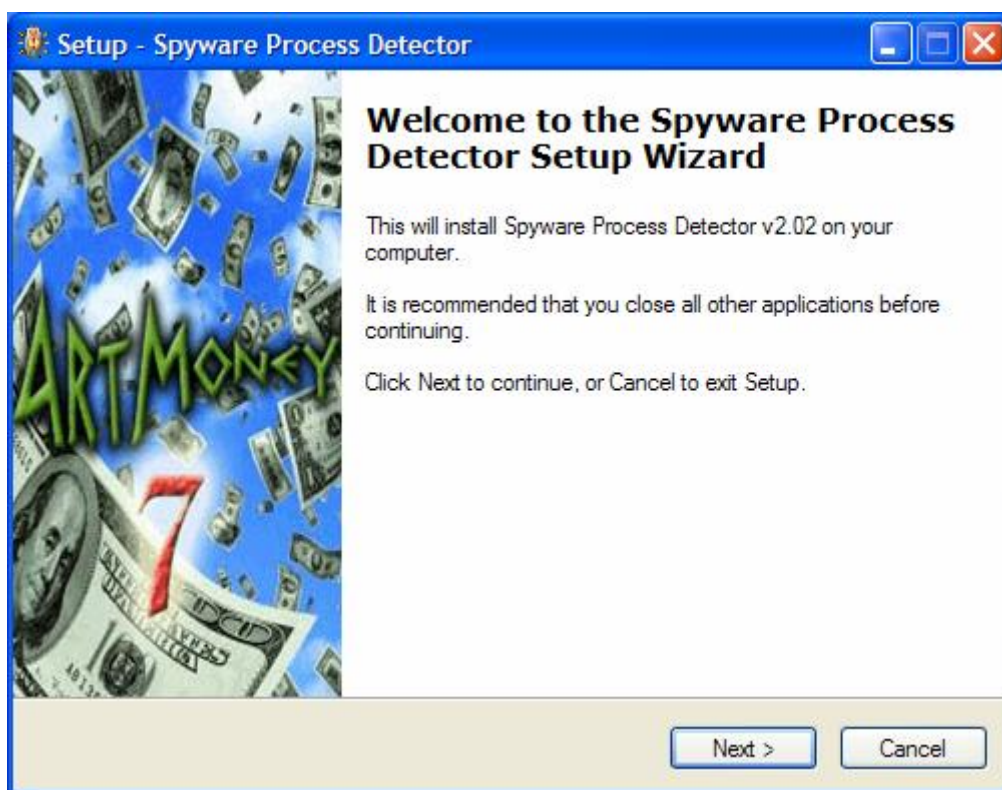 Setup - Spyware Process Detector
Welcome to the Spyware Process
Detector Setup Wizard
This will install Spyware Process Detector v2.02 on your
computer.
It is recommended that you close all other applications before
continuing.
Click Next to continue, or Cancel to exit Setup.
ARTMONEY
7
100
Next >
Cancel